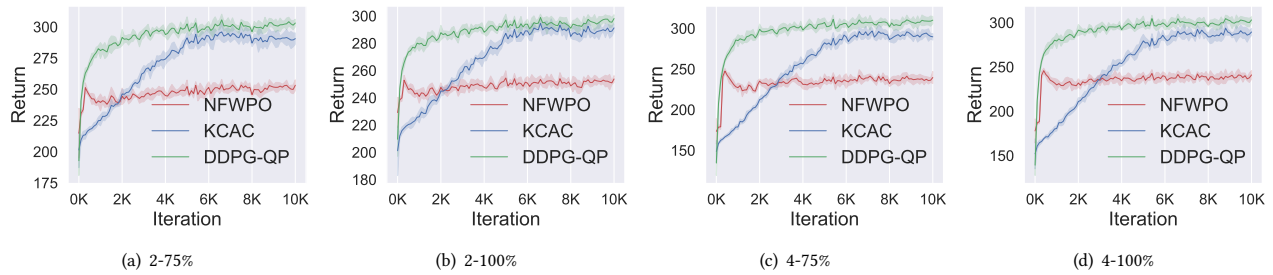 Return
300
275
250
225
200
175
NFWPO
KCAC
DDPG-QP
0K 2K 4K 6K 8K 10K
Iteration
(a) 2-75%
Return
300
280
260
240
220
200
180
NFWPO
KCAC
DDPG-QP
0K 2K 4K 6K 8K 10K
Iteration
(b) 2-100%
Return
300
250
200
150
NFWPO
KCAC
DDPG-QP
0K 2K 4K 6K 8K 10K
Iteration
(c) 4-75%
Return
300
250
200
150
NFWPO
KCAC
DDPG-QP
0K 2K 4K 6K 8K 10K
Iteration
(d) 4-100%